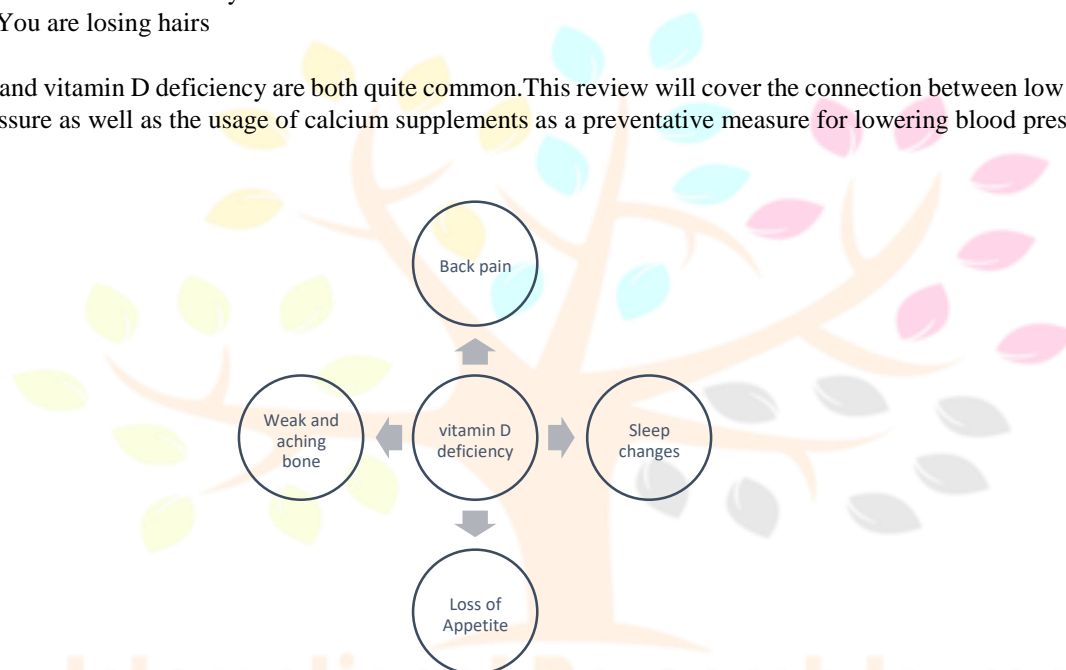 You are losing hairs
and vitamin D deficiency are both quite common.This review will cover the connection between low
ssure as well as the usage of calcium supplements as a preventative measure for lowering blood pres
Back pain
Weak and
aching
bone
vitamin D
deficiency
Sleep
changes
Loss of
Appetite